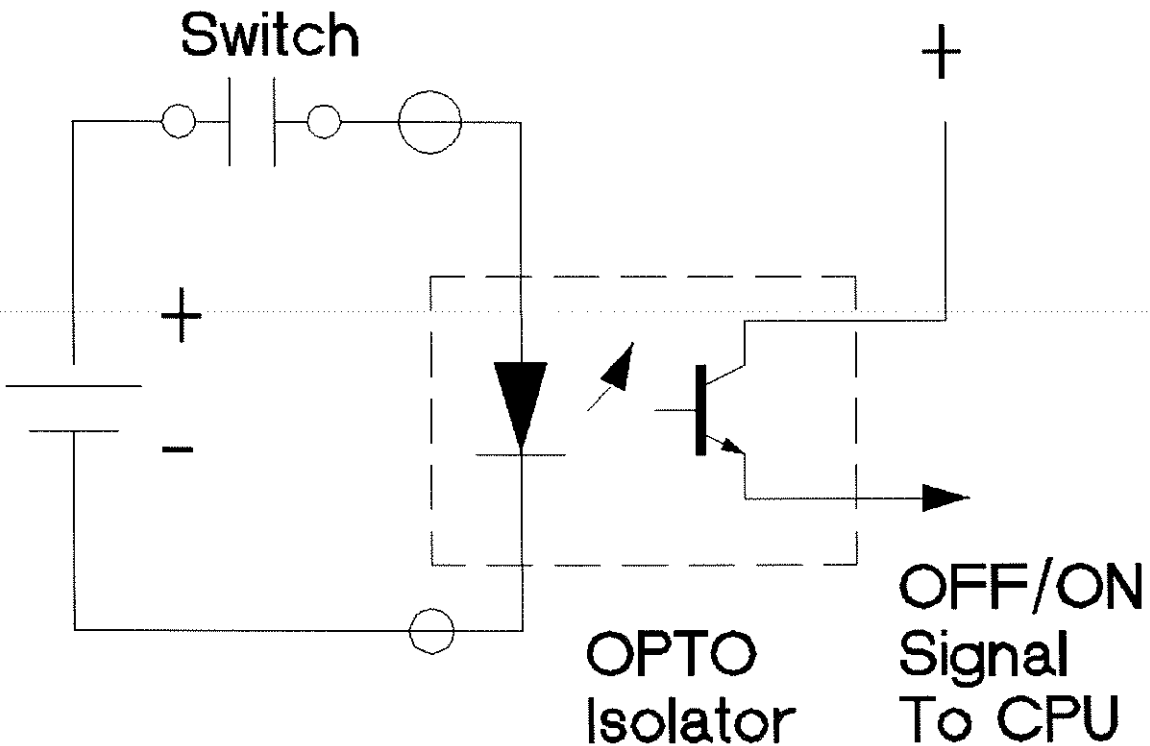 Switch
+
+
-
OPTO
Isolator
OFF/ON
Signal
To CPU